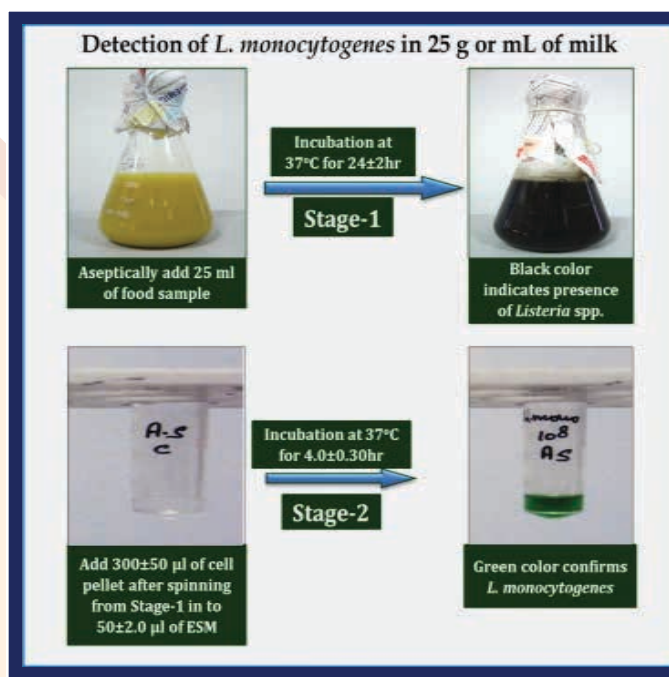 Detection of L. monocytogenes in 25 g or mL of milk
Incubation at
37°C for 24±2hr
Stage-1
Aseptically add 25 ml
of food sample
Black color
indicates presence
of Listeria spp.
A-S
C
Incubation at 37°C
for 4.0±0.30hr
Stage-2
108
AS
Add 300±50 µl of cell
pellet after spinning
from Stage-1 in to
50±2.0 µl of ESM
Green color confirms
L. monocytogenes